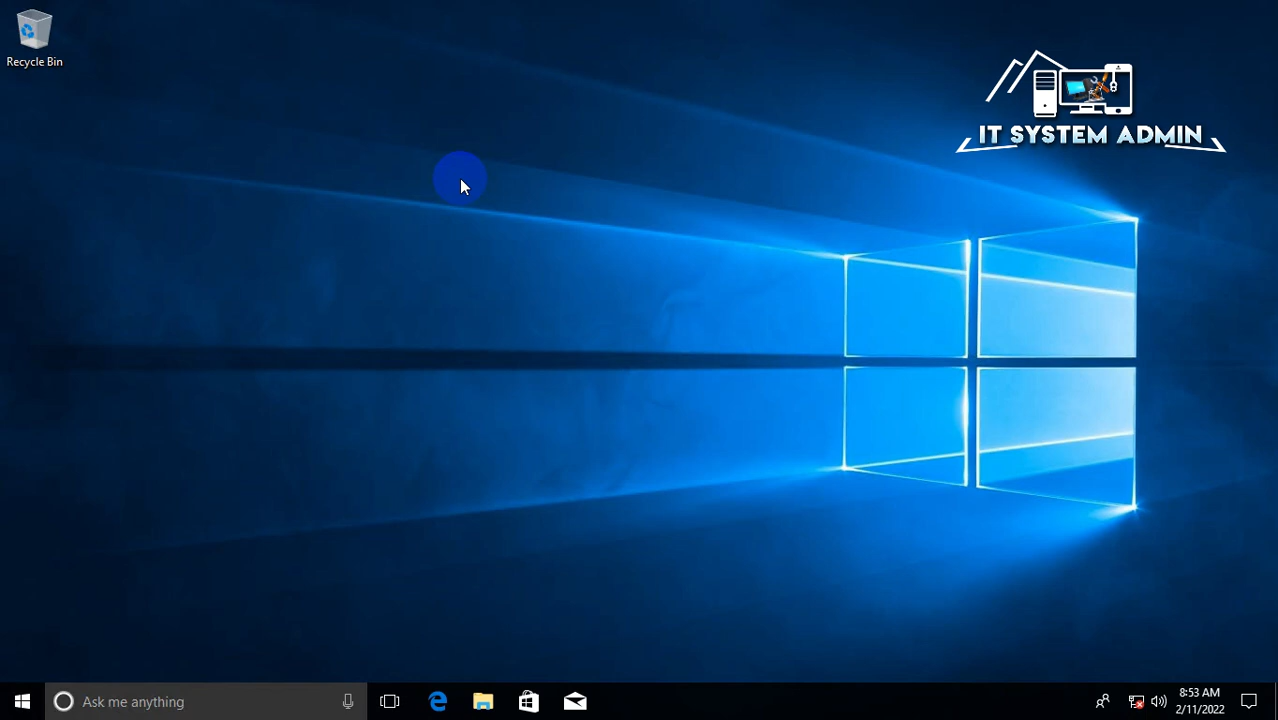 Recycle Bin
IT SYSTEM ADMIN
Ask me anything
8:53 AM
2/11/2022